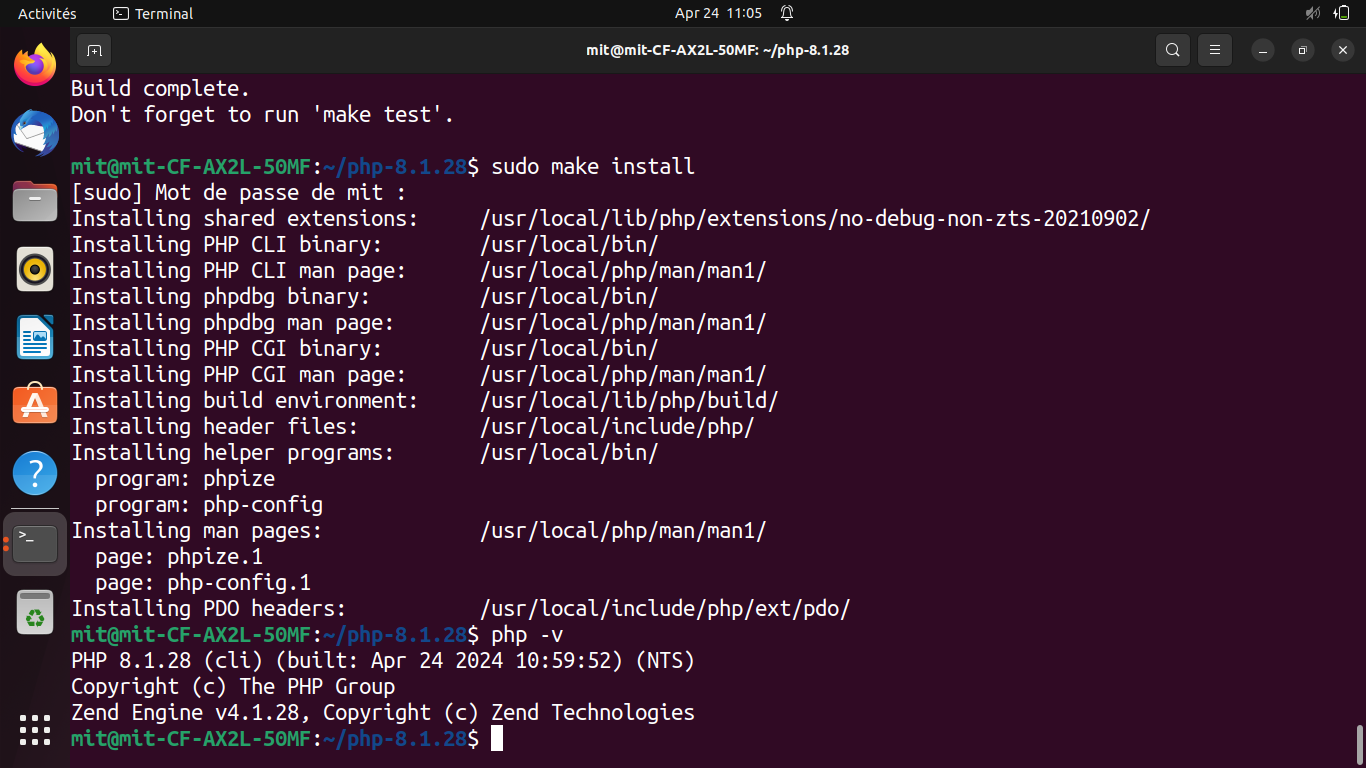 Activités
Terminal
Apr 24 11:05
mit@mit-CF-AX2L-50MF: ~/php-8.1.28
Build complete.
Don't forget to run 'make test'.
mit@mit-CF-AX2L-50MF:~/php-8.1.28$ sudo make install
[sudo] Mot de passe de mit :
Installing shared extensions:     /usr/local/lib/php/extensions/no-debug-non-zts-20210902/
Installing PHP CLI binary:        /usr/local/bin/
Installing PHP CLI man page:      /usr/local/php/man/man1/
Installing phpdbg binary:         /usr/local/bin/
Installing phpdbg man page:       /usr/local/php/man/man1/
Installing PHP CGI binary:        /usr/local/bin/
Installing PHP CGI man page:      /usr/local/php/man/man1/
Installing build environment:     /usr/local/lib/php/build/
Installing header files:          /usr/local/include/php/
Installing helper programs:       /usr/local/bin/
  program: phpize
  program: php-config
Installing man pages:             /usr/local/php/man/man1/
  page: phpize.1
  page: php-config.1
Installing PDO headers:           /usr/local/include/php/ext/pdo/
mit@mit-CF-AX2L-50MF:~/php-8.1.28$ php -v
PHP 8.1.28 (cli) (built: Apr 24 2024 10:59:52) (NTS)
Copyright (c) The PHP Group
Zend Engine v4.1.28, Copyright (c) Zend Technologies
mit@mit-CF-AX2L-50MF:~/php-8.1.28$